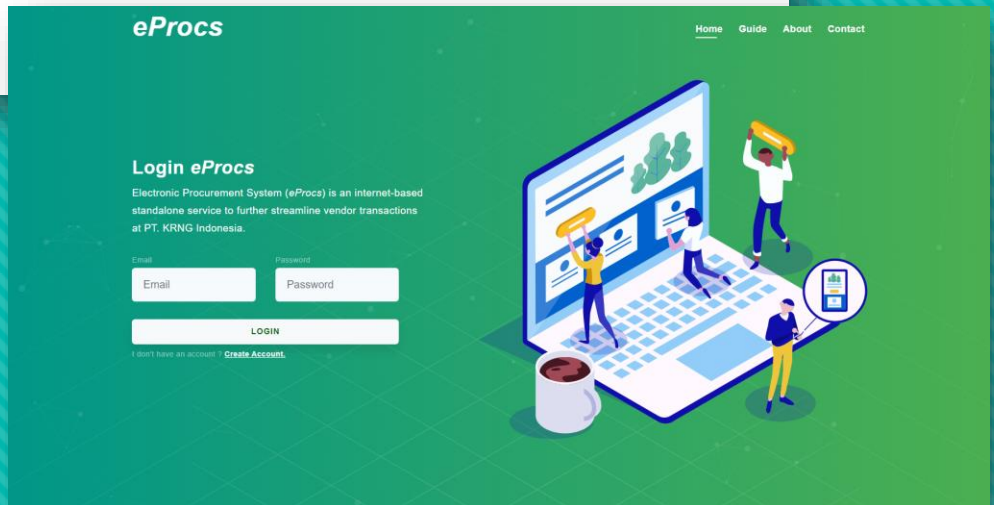 eProcs
Home Guide About Contact
Login eProcs
Electronic Procurement System (eProcs) is an internet-based
standalone service to further streamline vendor transactions
at PT. KRNG Indonesia.
Email Password
Email Password
LOGIN
I don't have an account ? Create Account.